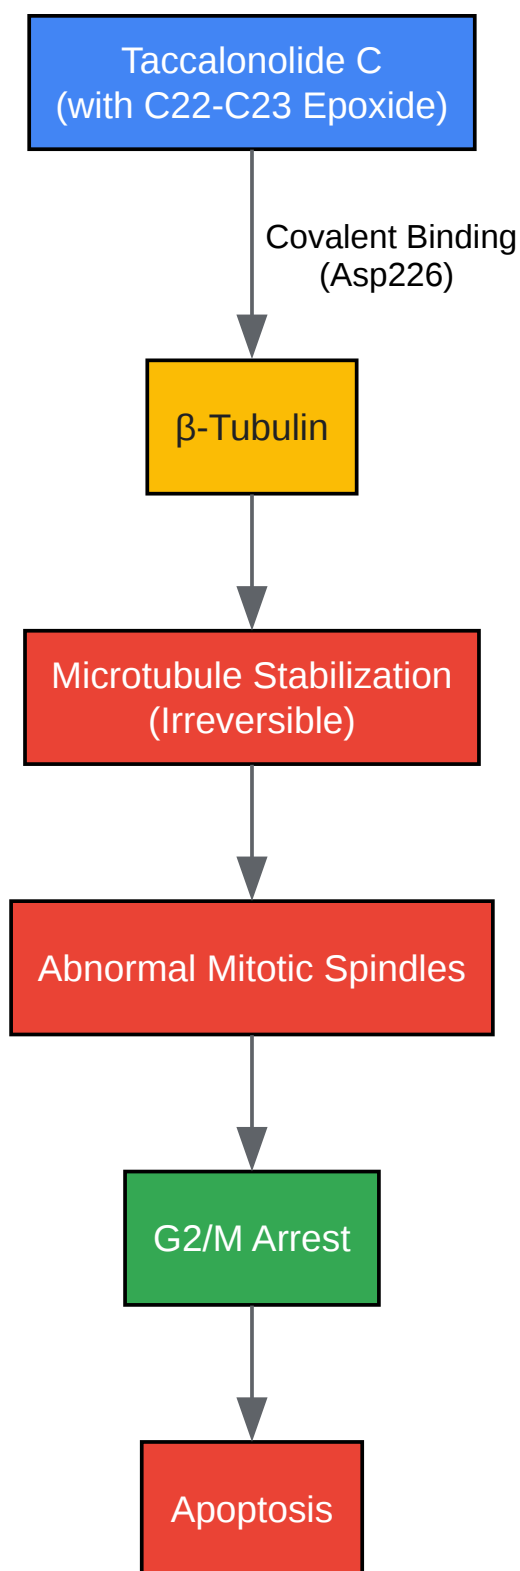 Taccalonolide C
(with C22-C23 Epoxide)
Covalent Binding
(Asp226)
β-Tubulin
Microtubule Stabilization
(Irreversible)
Abnormal Mitotic Spindles
G2/M Arrest
Apoptosis